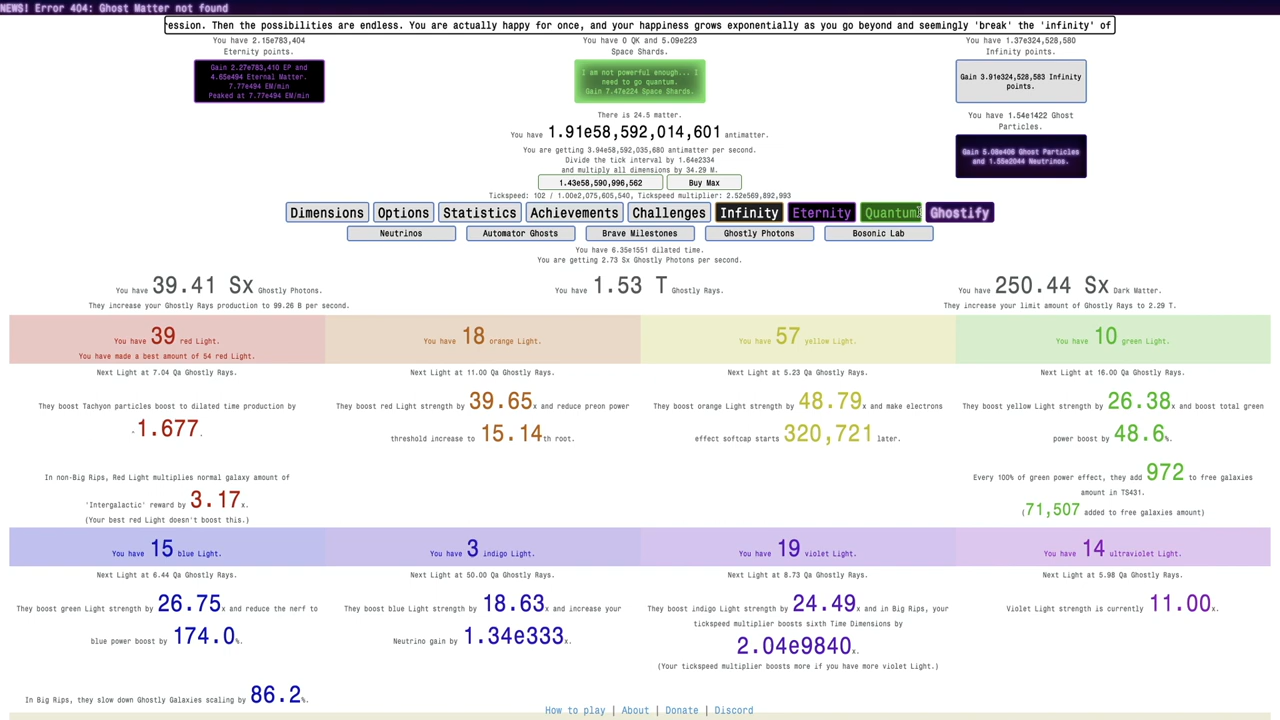 NEWS! Error 404: Ghost Matter not found
ession. Then the possibilities are endless. You are actually happy for once, and your happiness grows exponentially as you go beyond and seemingly 'break' the 'infinity' of
You have 2.15e783,404
Eternity points.
You have 0 QK and 5.09e223
Space Shards.
You have 1.37e324,528,580
Infinity points.
Gain 2.27e783,410 EP and
4.65e494 Eternal Matter.
7.77e494 EM/min
Peaked at 7.77e494 EM/min
I am not powerful enough... I
need to go quantum.
Gain 7.47e224 Space Shards.
Gain 3.91e324,528,583 Infinity
points.
There is 24.5 matter.
You have 1.54e1422 Ghost
Particles.
You have 1.91e58,592,014,601 antimatter.
You are getting 3.94e58,592,035,680 antimatter per second.
Divide the tick interval by 1.64e2334
and multiply all dimensions by 34.29 M.
Gain 5.08e406 Ghost Particles
and 1.55e2044 Neutrinos.
1.43e58,590,996,562
Buy Max
Tickspeed: 102 / 1.00e2,075,605,540, Tickspeed multiplier: 2.52e569,892,993
Dimensions
Options
Statistics
Achievements
Challenges
Infinity
Eternity
Quantum
Ghostify
Neutrinos
Automator Ghosts
Brave Milestones
Ghostly Photons
Bosonic Lab
You have 6.35e1551 dilated time.
You are getting 2.73 Sx Ghostly Photons per second.
You have 39.41 Sx Ghostly Photons.
You have 1.53 T Ghostly Rays.
You have 250.44 Sx Dark Matter.
They increase your Ghostly Rays production to 99.26 B per second.
They increase your limit amount of Ghostly Rays to 2.29 T.
You have 39 red Light.
You have made a best amount of 54 red Light.
You have 18 orange Light.
You have 57 yellow Light.
You have 10 green Light.
Next Light at 7.04 Qa Ghostly Rays.
Next Light at 11.00 Qa Ghostly Rays.
Next Light at 5.23 Qa Ghostly Rays.
Next Light at 16.00 Qa Ghostly Rays.
They boost Tachyon particles boost to dilated time production by
^1.677.
They boost red Light strength by 39.65x and reduce preon power
threshold increase to 15.14th root.
They boost orange Light strength by 48.79x and make electrons
effect softcap starts 320,721 later.
They boost yellow Light strength by 26.38x and boost total green
power boost by 48.6%.
In non-Big Rips, Red Light multiplies normal galaxy amount of
'Intergalactic' reward by 3.17x.
(Your best red Light doesn't boost this.)
Every 100% of green power effect, they add 972 to free galaxies
amount in TS431.
(71,507 added to free galaxies amount)
You have 15 blue Light.
You have 3 indigo Light.
You have 19 violet Light.
You have 14 ultraviolet Light.
Next Light at 6.44 Qa Ghostly Rays.
Next Light at 50.00 Qa Ghostly Rays.
Next Light at 8.73 Qa Ghostly Rays.
Next Light at 5.98 Qa Ghostly Rays.
They boost green Light strength by 26.75x and reduce the nerf to
blue power boost by 174.0%.
They boost blue Light strength by 18.63x and increase your
Neutrino gain by 1.34e333x.
They boost indigo Light strength by 24.49x and in Big Rips, your
tickspeed multiplier boosts sixth Time Dimensions by
2.04e9840x.
(Your tickspeed multiplier boosts more if you have more violet Light.)
Violet Light strength is currently 11.00x.
In Big Rips, they slow down Ghostly Galaxies scaling by 86.2%.
How to play | About | Donate | Discord